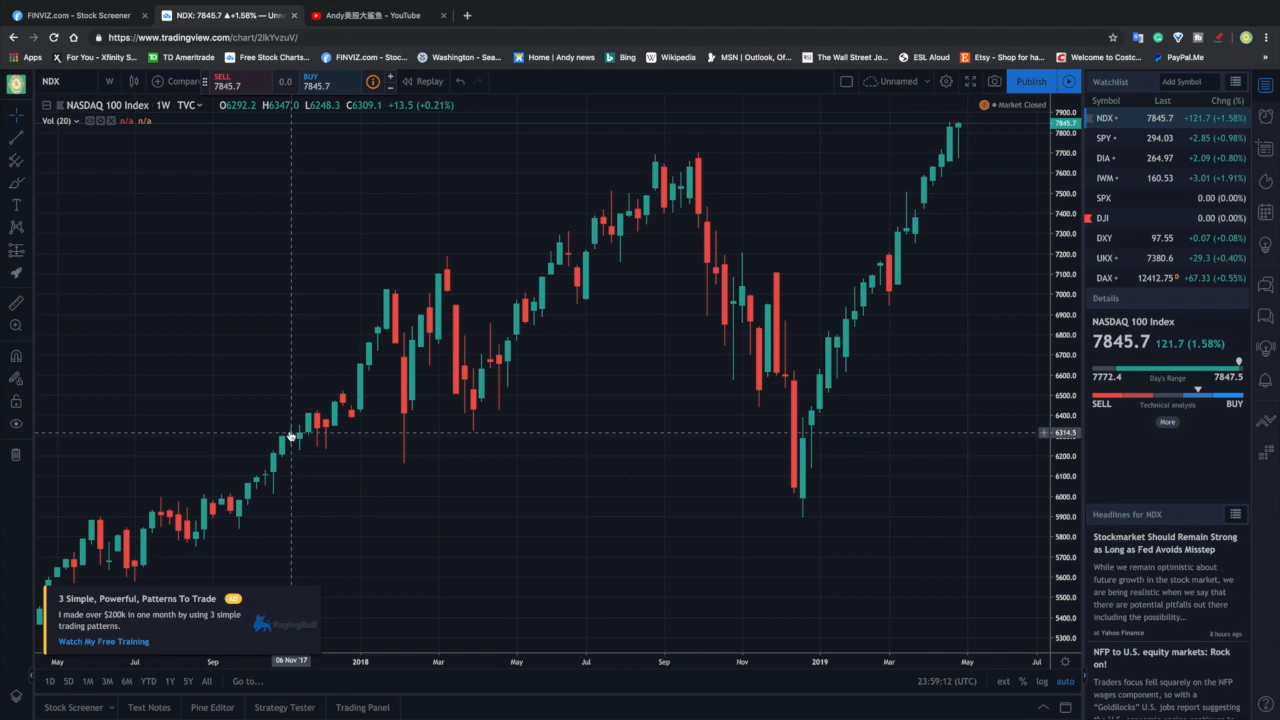 FINVIZ.com - Stock Screener
NDX: 7845.7 ▲+1.58% — Unn
Andy美股大鲨鱼 - YouTube
https://www.tradingview.com/chart/2lkYvzuV/
Apps
For You - Xfinity S...
TD Ameritrade
Free Stock Charts...
FINVIZ.com - Stoc...
Washington - Sea...
Home | Andy news
Bing
Wikipedia
MSN | Outlook, Of...
The Wall Street Jo...
ESL Aloud
Etsy - Shop for ha...
Welcome to Costc...
PayPal.Me
»
NDX
W
Compar
SELL
7845.7
0.0
BUY
7845.7
Replay
Unnamed
Publish
Watchlist
Add Symbol
NASDAQ 100 Index 1W TVC
O6292.2 H6347.0 L6248.3 C6309.1 +13.5 (+0.21%)
Market Closed
Vol (20)
n/a n/a
Symbol Last Chng (%)
NDX 7845.7 +121.7 (+1.58%)
SPY 294.03 +2.85 (+0.98%)
DIA 264.97 +2.09 (+0.80%)
IWM 160.53 +3.01 (+1.91%)
SPX 0.00 (0.00%)
DJI 0.00 (0.00%)
DXY 97.55 +0.07 (+0.08%)
UKX 7380.6 +29.3 (+0.40%)
DAX 12412.75D +67.33 (+0.55%)
7900.0
7845.7
7800.0
7700.0
7600.0
7500.0
7400.0
7300.0
7200.0
7100.0
7000.0
6900.0
6800.0
6700.0
6600.0
6500.0
6400.0
6314.5
6200.0
6100.0
6000.0
5900.0
5800.0
5700.0
5600.0
5500.0
5400.0
5300.0
Details
NASDAQ 100 Index
7845.7 121.7 (1.58%)
7772.4 Day's Range 7847.5
SELL Technical analysis BUY
More
Headlines for NDX
Stockmarket Should Remain Strong
as Long as Fed Avoids Misstep
While we remain optimistic about
future growth in the stock market, we
are being realistic when we say that
there are potential pitfalls out there
including the possibility...
at Yahoo Finance 8 hours ago
NFP to U.S. equity markets: Rock
on!
Traders focus fell squarely on the NFP
wages component, so with a
"Goldilocks" U.S. jobs report suggesting
3 Simple, Powerful, Patterns To Trade
AD
I made over $200k in one month by using 3 simple
trading patterns.
RagingBull
Watch My Free Training
May Jul Sep 06 Nov '17 2018 Mar May Jul Sep Nov 2019 Mar May Jul
1D 5D 1M 3M 6M YTD 1Y 5Y All Go to...
23:59:12 (UTC) ext % log auto
Stock Screener Text Notes Pine Editor Strategy Tester Trading Panel